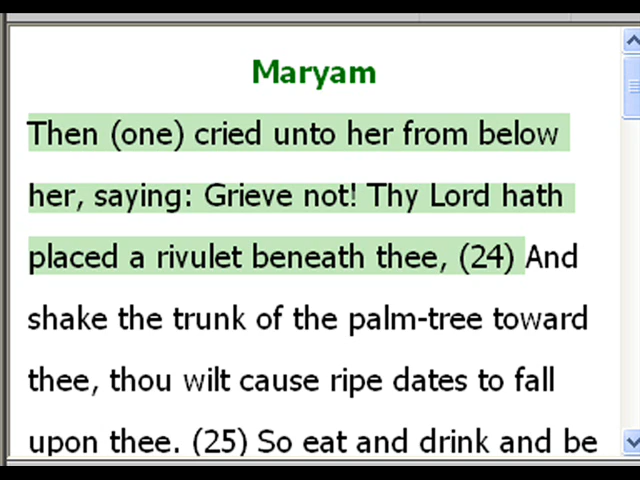 Maryam
Then (one) cried unto her from below
her, saying: Grieve not! Thy Lord hath
placed a rivulet beneath thee, (24) And
shake the trunk of the palm-tree toward
thee, thou wilt cause ripe dates to fall
upon thee. (25) So eat and drink and be